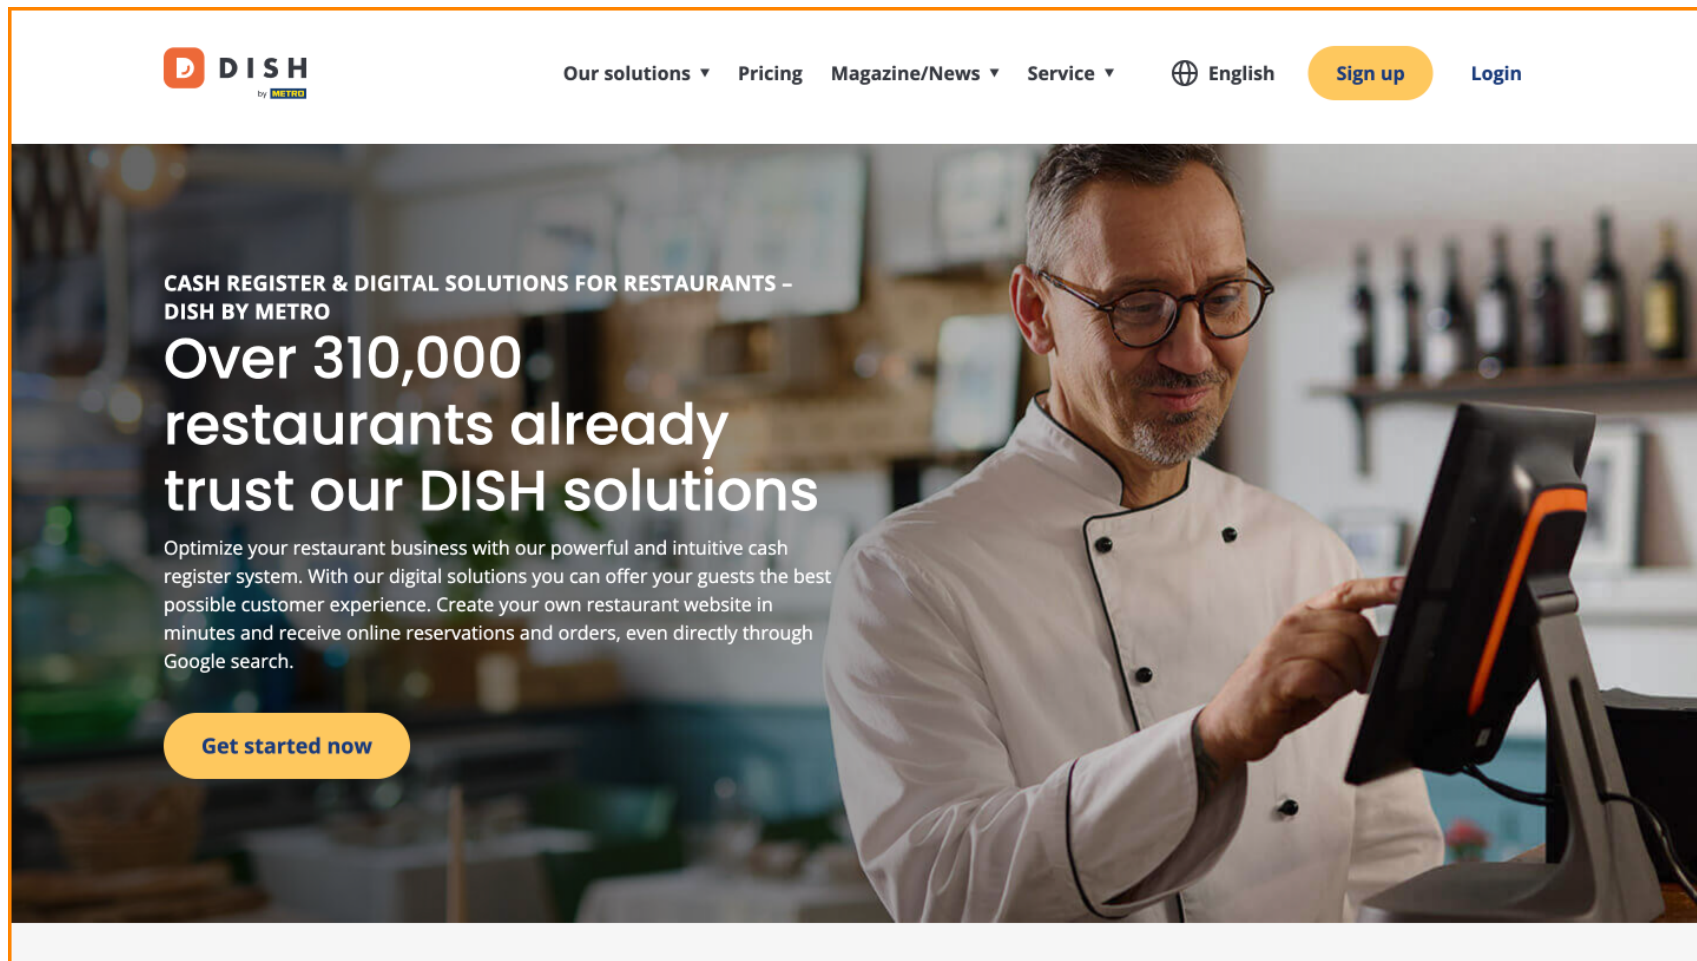 DISH
by METRO
Our solutions ▼ Pricing Magazine/News ▼ Service ▼ English Sign up Login
CASH REGISTER & DIGITAL SOLUTIONS FOR RESTAURANTS –
DISH BY METRO
Over 310,000
restaurants already
trust our DISH solutions
Optimize your restaurant business with our powerful and intuitive cash
register system. With our digital solutions you can offer your guests the best
possible customer experience. Create your own restaurant website in
minutes and receive online reservations and orders, even directly through
Google search.
Get started now